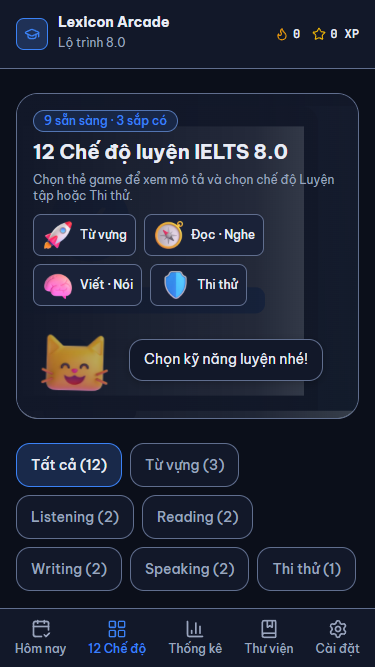 Lexicon Arcade
Lộ trình 8.0
0
0 XP
9 sẵn sàng · 3 sắp có
12 Chế độ luyện IELTS 8.0
Chọn thẻ game để xem mô tả và chọn chế độ Luyện
tập hoặc Thi thử.
Từ vựng
Đọc · Nghe
Viết · Nói
Thi thử
Chọn kỹ năng luyện nhé!
Tất cả (12)
Từ vựng (3)
Listening (2)
Reading (2)
Writing (2)
Speaking (2)
Thi thử (1)
Hôm nay
12 Chế độ
Thống kê
Thư viện
Cài đặt